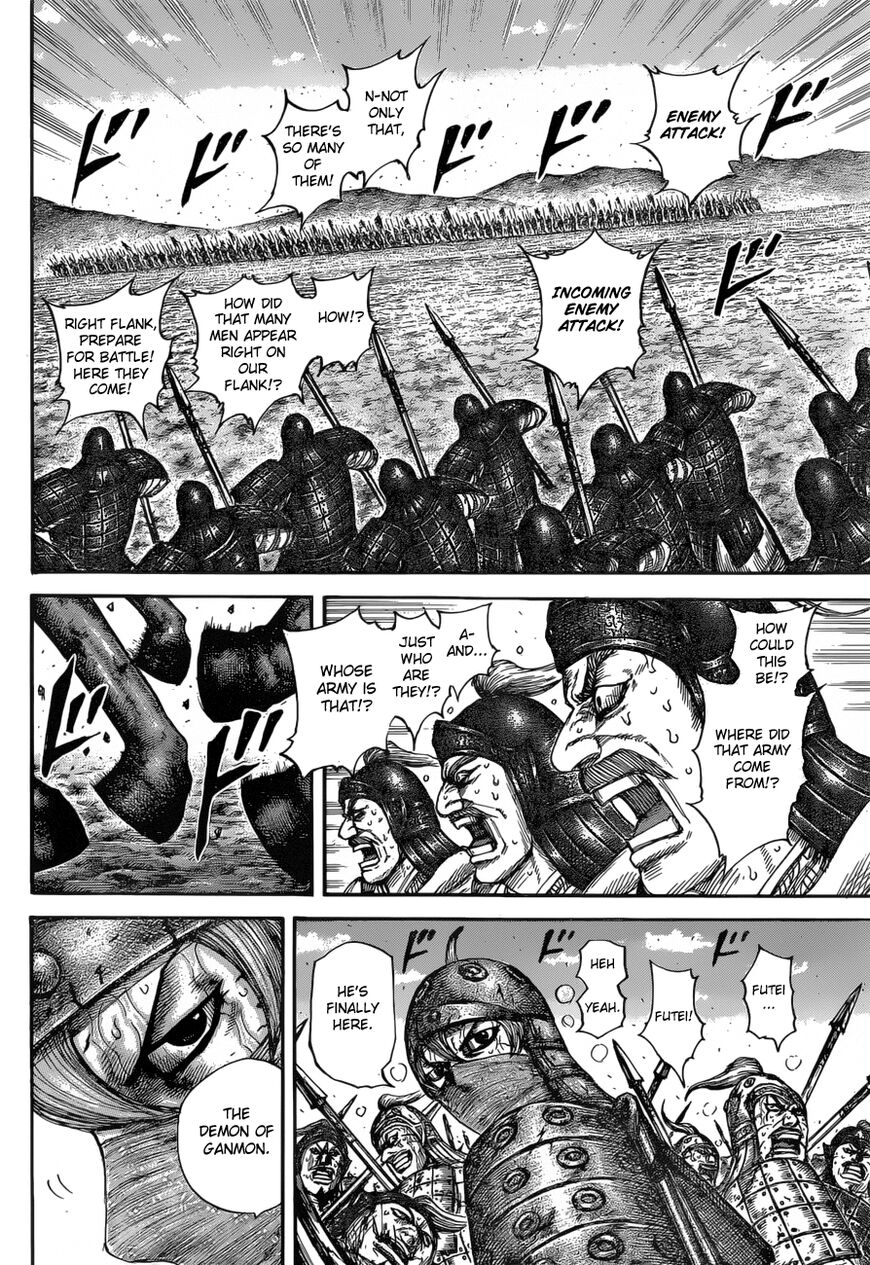 ENEMY
ATTACK!
N-NOT
ONLY
THAT,
THERE'S
SO MANY
OF
THEM!
ド
ド
ド
ド
ド
ド
INCOMING
ENEMY
ATTACK!
HOW!?
HOW DID
THAT MANY
MEN APPEAR
RIGHT ON
OUR
FLANK!?
RIGHT FLANK,
PREPARE
FOR BATTLE!
HERE THEY
COME!
HOW
COULD
THIS
BE!?
WHERE DID
THAT ARMY
COME
FROM!?
A-
AND...
JUST
WHO
ARE
THEY!?
WHOSE
ARMY IS
THAT!?
ド
ド
FUTEI
...
FUTEI!
HEH
YEAH.
HE'S
FINALLY
HERE.
ド
ド
ド
ド
THE
DEMON OF
GANMON.